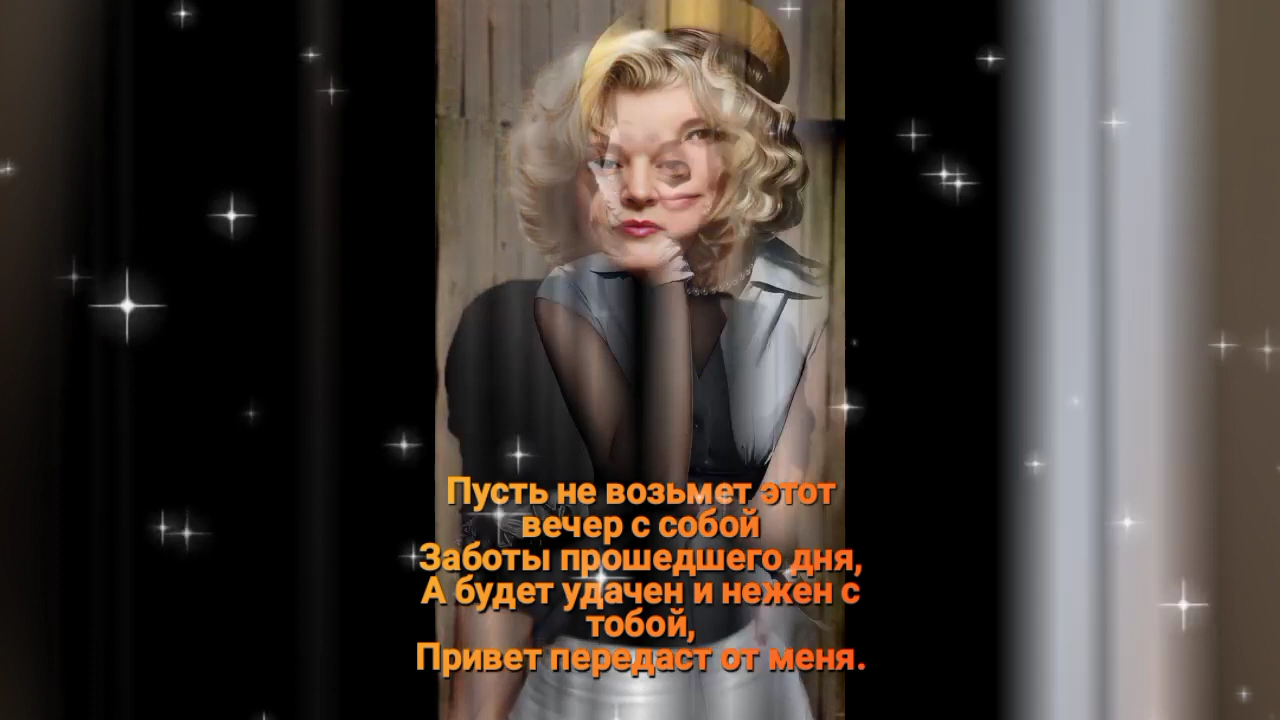 Пусть не возьмет этот
вечер с собой
Заботы прошедшего дня,
А будет удачен и нежен с
тобой,
Привет передаст от меня.